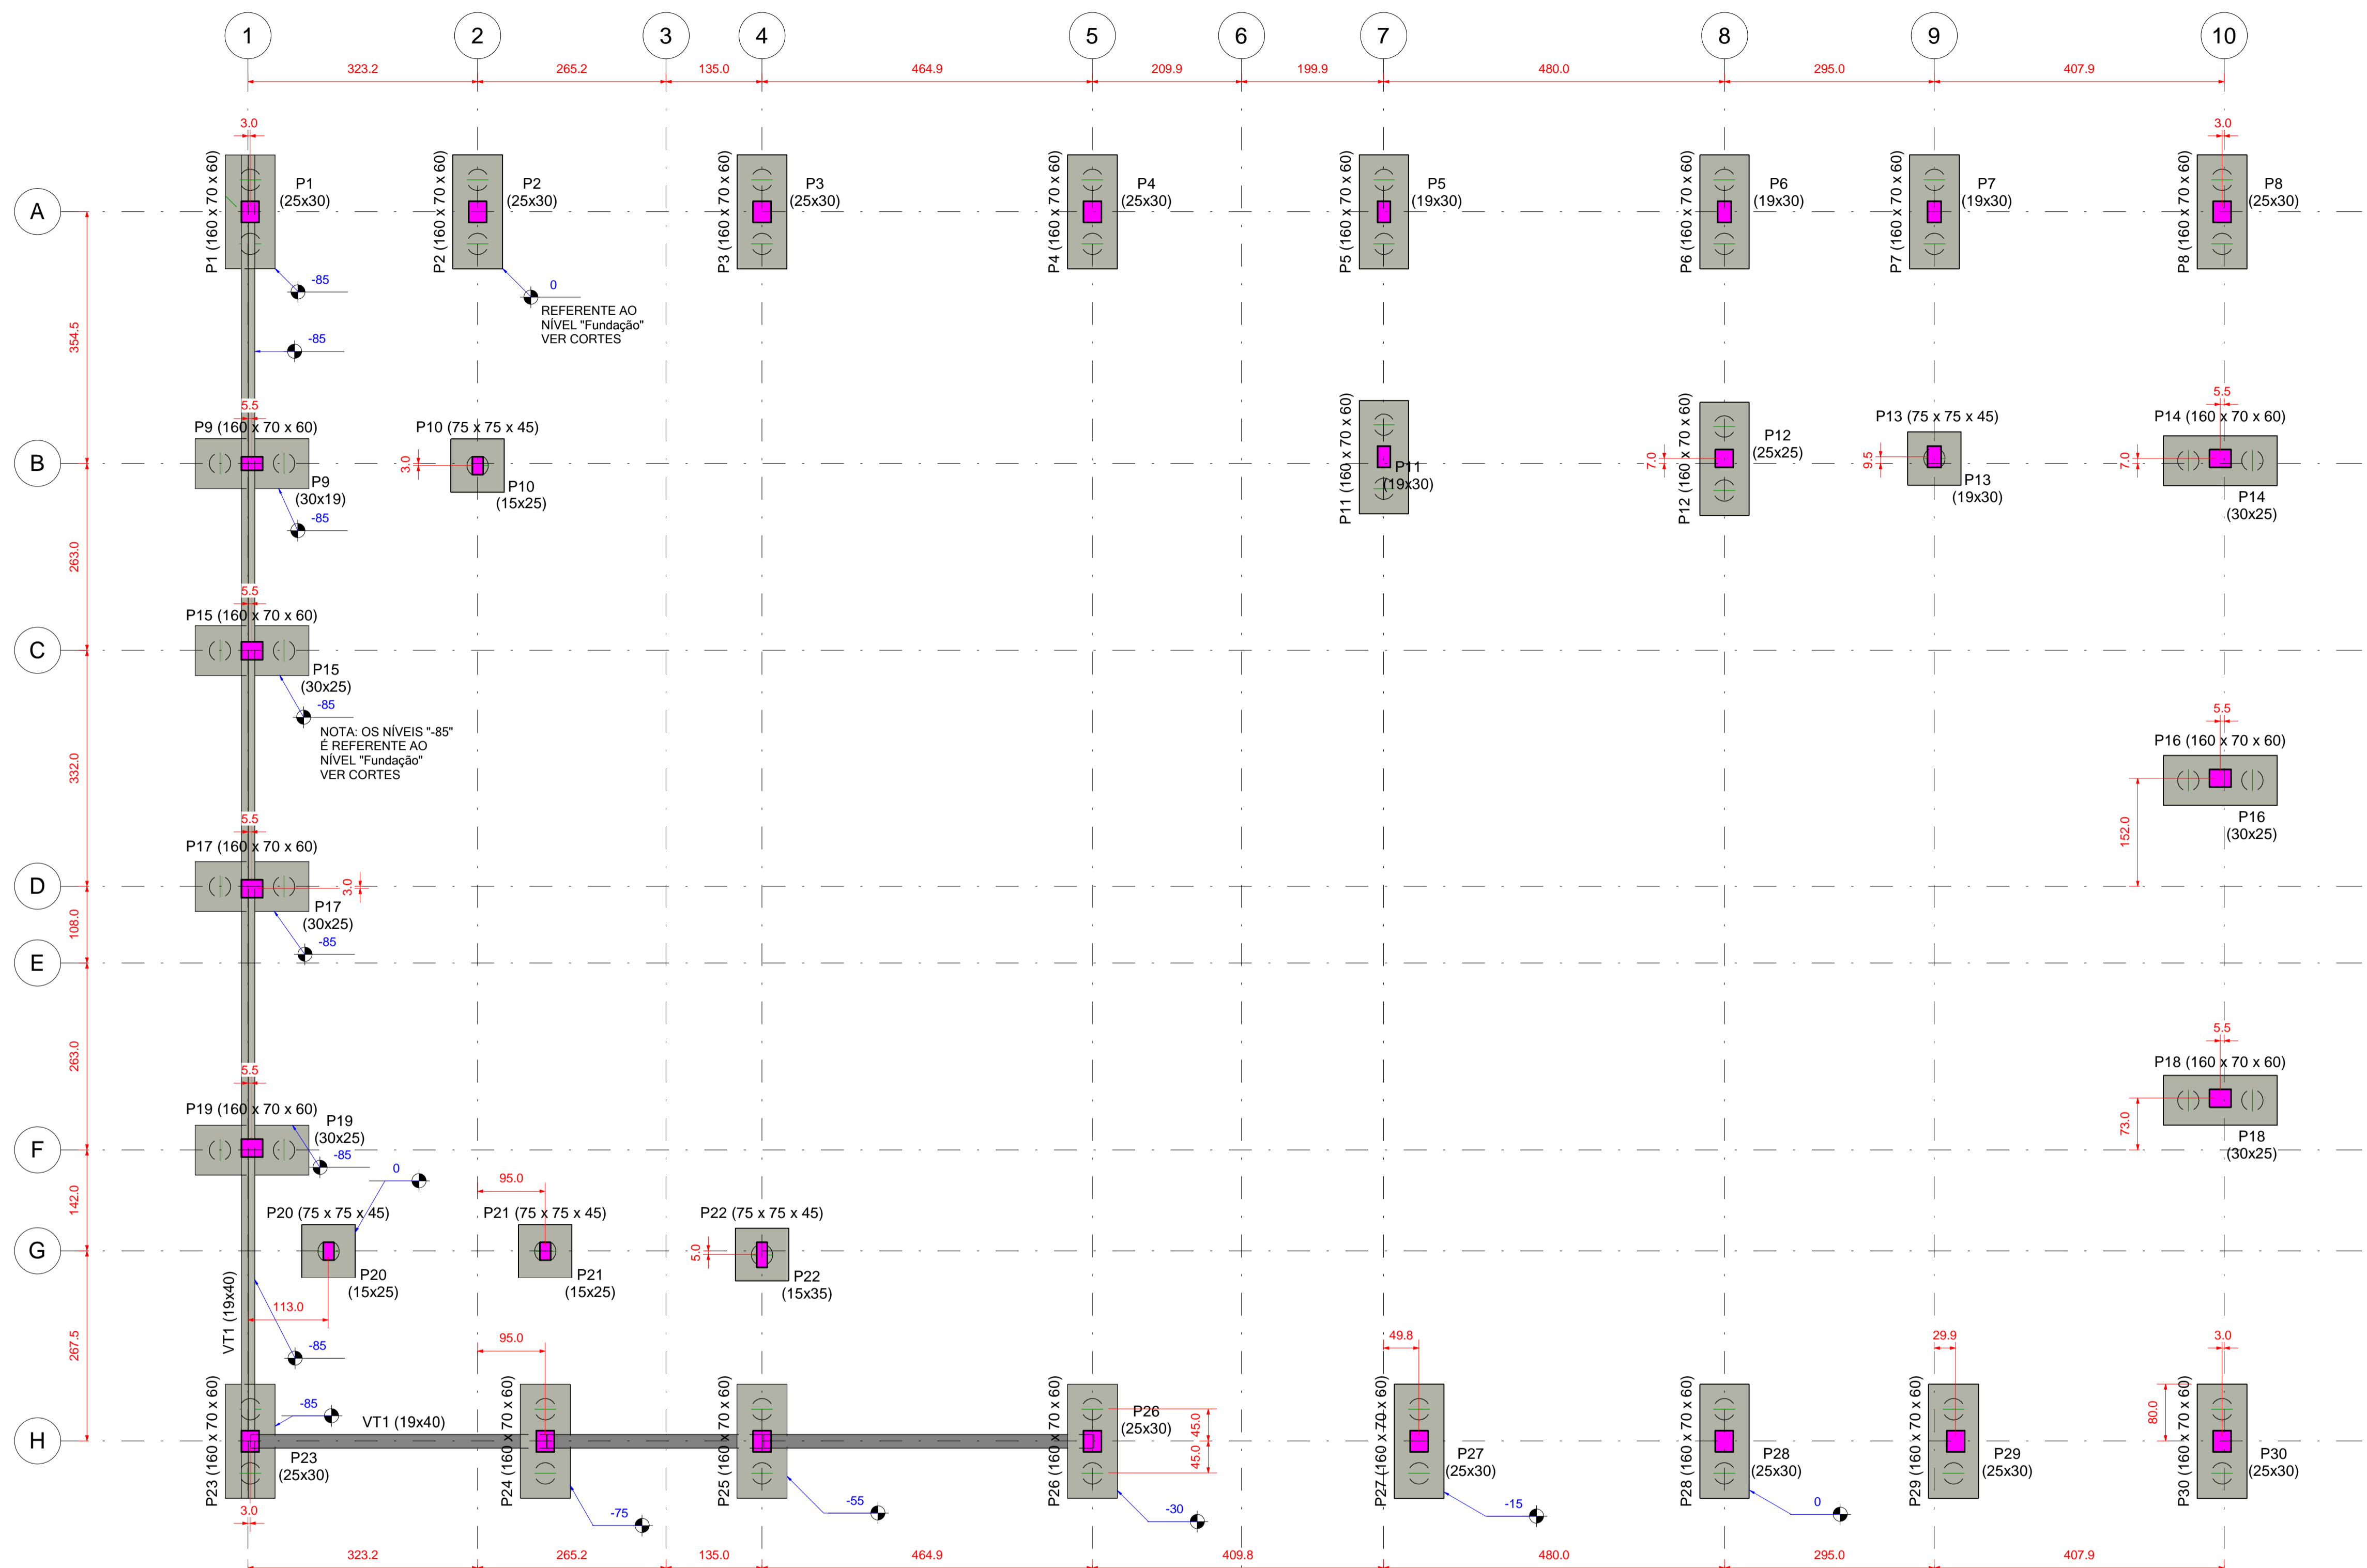 1 2 3 4 5 6 7 8 9 10
323.2 265.2 135.0 464.9 209.9 199.9 480.0 295.0 407.9
3.0 3.0
A
P1 (160 x 70 x 60)
P1
(25x30)
P2 (160 x 70 x 60)
P2
(25x30)
P3 (160 x 70 x 60)
P3
(25x30)
P4 (160 x 70 x 60)
P4
(25x30)
P5 (160 x 70 x 60)
P5
(19x30)
P6 (160 x 70 x 60)
P6
(19x30)
P7 (160 x 70 x 60)
P7
(19x30)
P8 (160 x 70 x 60)
P8
(25x30)
-85
0
REFERENTE AO
NÍVEL "Fundação"
VER CORTES
354.5
-85
B
5.5
P9 (160 x 70 x 60)
P9
(30x19)
-85
P10 (75 x 75 x 45)
3.0
P10
(15x25)
P11 (160 x 70 x 60)
P11
(19x30)
P12 (160 x 70 x 60)
7.0
P12
(25x25)
P13 (75 x 75 x 45)
9.5
P13
(19x30)
5.5
P14 (160 x 70 x 60)
7.0
P14
(30x25)
263.0
C
5.5
P15 (160 x 70 x 60)
P15
(30x25)
-85
NOTA: OS NÍVEIS "-85"
É REFERENTE AO
NÍVEL "Fundação"
VER CORTES
332.0
5.5
P16 (160 x 70 x 60)
152.0
P16
(30x25)
D
5.5
P17 (160 x 70 x 60)
3.0
P17
(30x25)
-85
108.0
E
263.0
5.5
P18 (160 x 70 x 60)
73.0
P18
(30x25)
F
5.5
P19 (160 x 70 x 60)
P19
(30x25)
-85
0
142.0
G
P20 (75 x 75 x 45)
P20
(15x25)
113.0
95.0
P21 (75 x 75 x 45)
P21
(15x25)
P22 (75 x 75 x 45)
5.0
P22
(15x35)
267.5
VT1 (19x40)
-85
H
P23 (160 x 70 x 60)
-85
P23
(25x30)
3.0
VT1 (19x40)
95.0
P24 (160 x 70 x 60)
-75
P25 (160 x 70 x 60)
-55
P26 (160 x 70 x 60)
P26
(25x30)
45.0
45.0
-30
49.8
P27 (160 x 70 x 60)
P27
(25x30)
-15
P28 (160 x 70 x 60)
P28
(25x30)
0
29.9
P29 (160 x 70 x 60)
P29
(25x30)
3.0
80.0
P30 (160 x 70 x 60)
P30
(25x30)
323.2 265.2 135.0 464.9 409.8 480.0 295.0 407.9